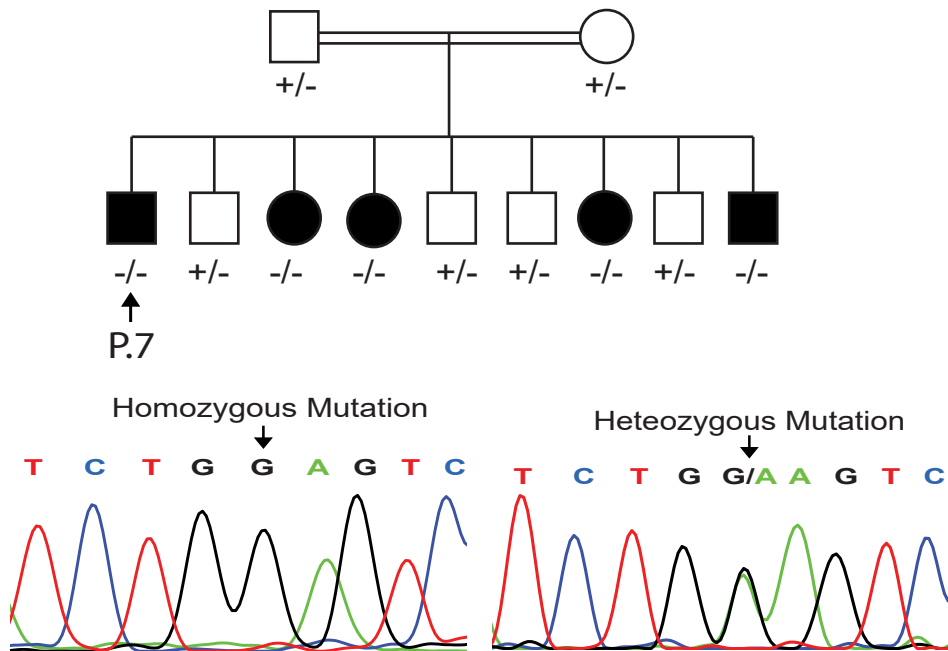 +/- +/-
-/- +/- -/- -/- +/- +/- -/- +/- -/-
P.7
Homozygous Mutation
T C T G G A G T C
Heteozygous Mutation
T C T G G/A A G T C